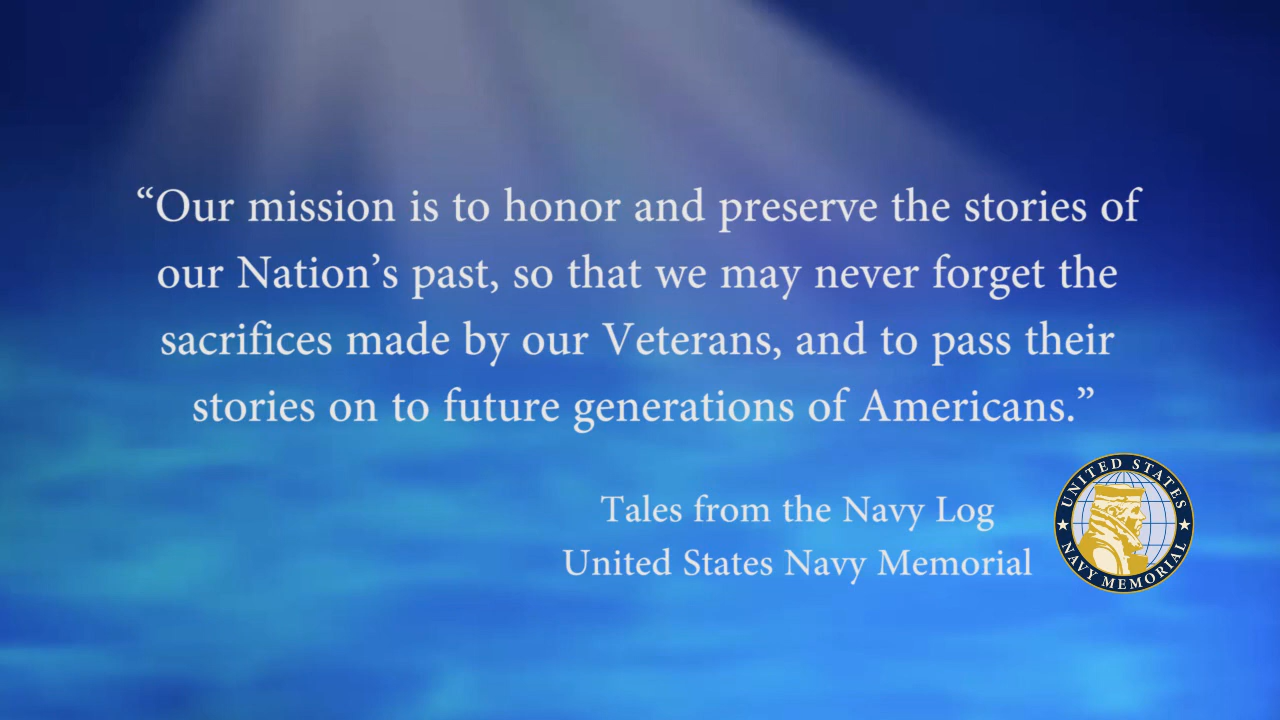 “Our mission is to honor and preserve the stories of
our Nation’s past, so that we may never forget the
sacrifices made by our Veterans, and to pass their
stories on to future generations of Americans.”
Tales from the Navy Log
United States Navy Memorial
UNITED STATES
NAVY MEMORIAL